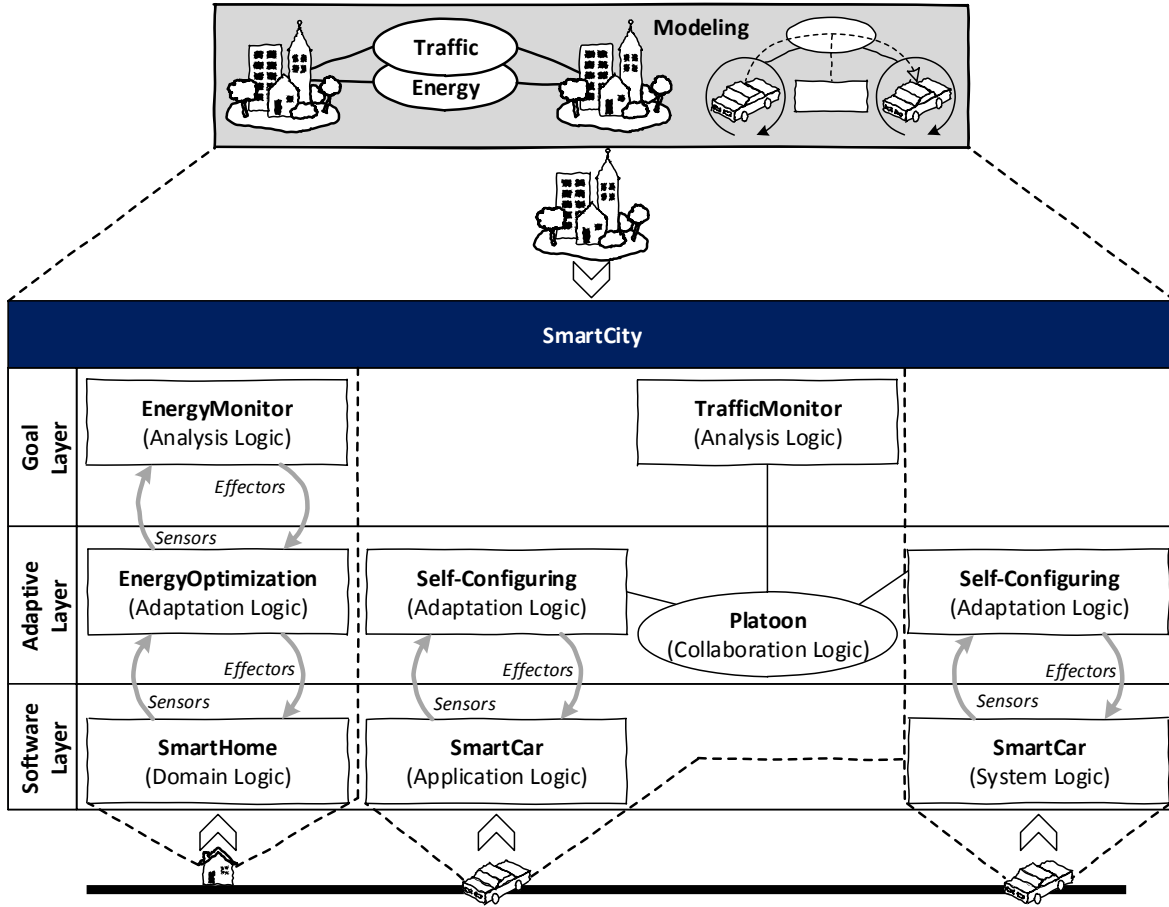 Modeling
Traffic
Energy
SmartCity
Goal
Layer
EnergyMonitor
(Analysis Logic)
TrafficMonitor
(Analysis Logic)
Effectors
Sensors
Adaptive
Layer
EnergyOptimization
(Adaptation Logic)
Self-Configuring
(Adaptation Logic)
Platoon
(Collaboration Logic)
Self-Configuring
(Adaptation Logic)
Effectors
Sensors
Effectors
Sensors
Effectors
Sensors
Software
Layer
SmartHome
(Domain Logic)
SmartCar
(Application Logic)
SmartCar
(System Logic)